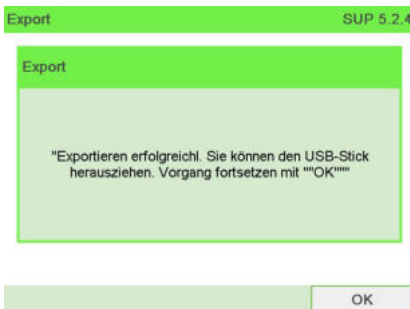 Export SUP 5.2.4
Export
"Exportieren erfolgreichl. Sie können den USB-Stick
herausziehen. Vorgang fortsetzen mit ""OK"""
OK